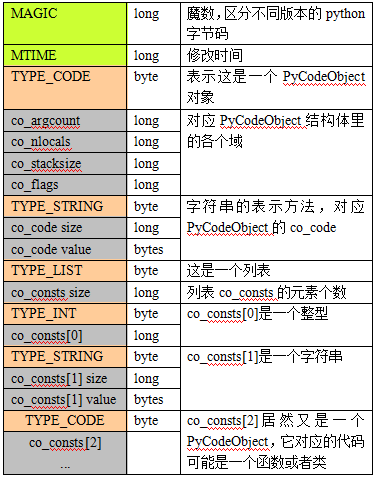 MAGIC long 魔数，区分不同版本的 python
字节码
MTIME long 修改时间
TYPE_CODE byte 表示这是一个 PyCodeObject
对象
co_argcount long 对应 PyCodeObject 结构体里
的各个域
co_nlocals long
co_stacksize long
co_flags long
TYPE_STRING byte 字符串的表示方法，对应
co_code size long PyCodeObject 的 co_code
co_code value bytes
TYPE_LIST byte 这是一个列表
co_consts size long 列表 co_consts 的元素个数
TYPE_INT byte co_consts[0]是一个整型
co_consts[0] long
TYPE_STRING byte co_consts[1]是一个字符串
co_consts[1] size long
co_consts[1] value bytes
TYPE_CODE byte co_consts[2]居然又是一个
co_consts[2] PyCodeObject，它对应的代码
... 可能是一个函数或者类